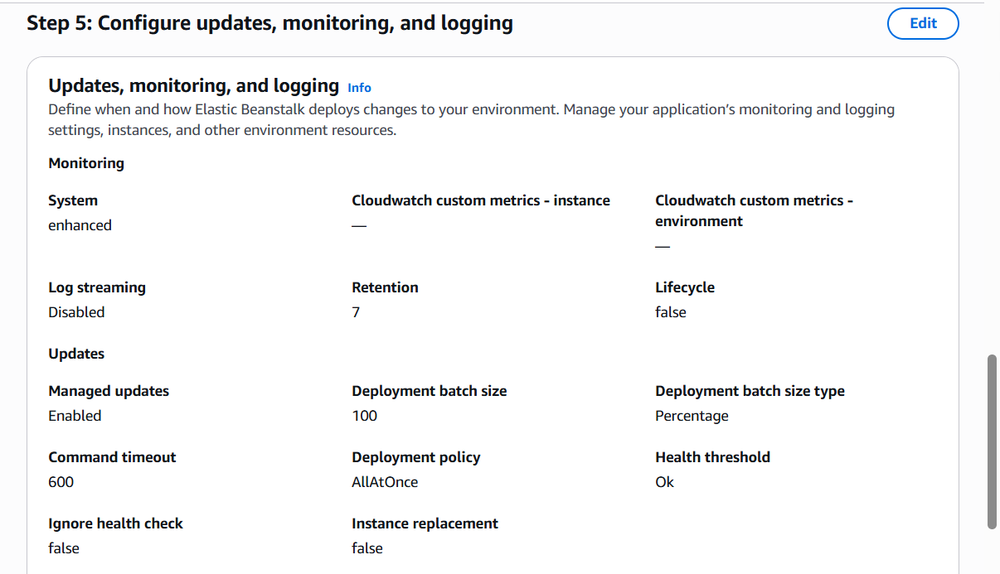 Step 5: Configure updates, monitoring, and logging
Edit
Updates, monitoring, and logging Info
Define when and how Elastic Beanstalk deploys changes to your environment. Manage your application’s monitoring and logging
settings, instances, and other environment resources.
Monitoring
System
enhanced
Cloudwatch custom metrics - instance
—
Cloudwatch custom metrics -
environment
—
Log streaming
Disabled
Retention
7
Lifecycle
false
Updates
Managed updates
Enabled
Deployment batch size
100
Deployment batch size type
Percentage
Command timeout
600
Deployment policy
AllAtOnce
Health threshold
Ok
Ignore health check
false
Instance replacement
false